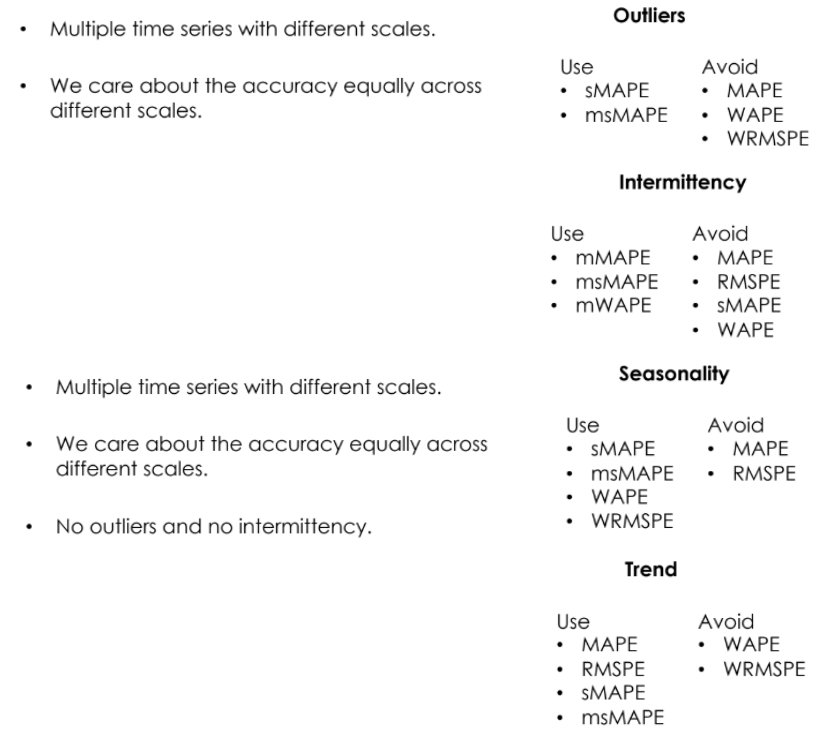 • Multiple time series with different scales.
• We care about the accuracy equally across
different scales.
Outliers
Use
• sMAPE
• msMAPE
Avoid
• MAPE
• WAPE
• WRMSPE
Intermittency
Use
• mMAPE
• msMAPE
• mWAPE
Avoid
• MAPE
• RMSPE
• sMAPE
• WAPE
• Multiple time series with different scales.
• We care about the accuracy equally across
different scales.
• No outliers and no intermittency.
Seasonality
Use
• sMAPE
• msMAPE
• WAPE
• WRMSPE
Avoid
• MAPE
• RMSPE
Trend
Use
• MAPE
• RMSPE
• sMAPE
• msMAPE
Avoid
• WAPE
• WRMSPE